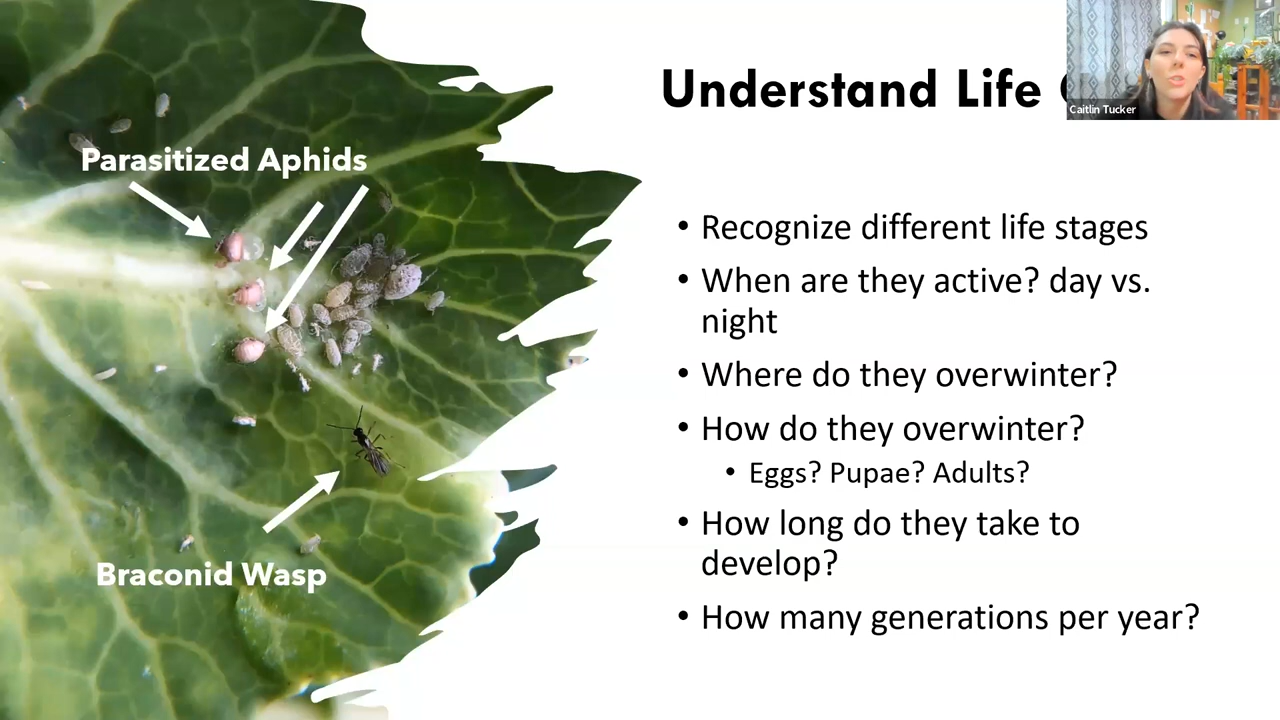 Understand Life
Caitlin Tucker
Parasitized Aphids
Braconid Wasp
• Recognize different life stages
• When are they active? day vs.
night
• Where do they overwinter?
• How do they overwinter?
• Eggs? Pupae? Adults?
• How long do they take to
develop?
• How many generations per year?